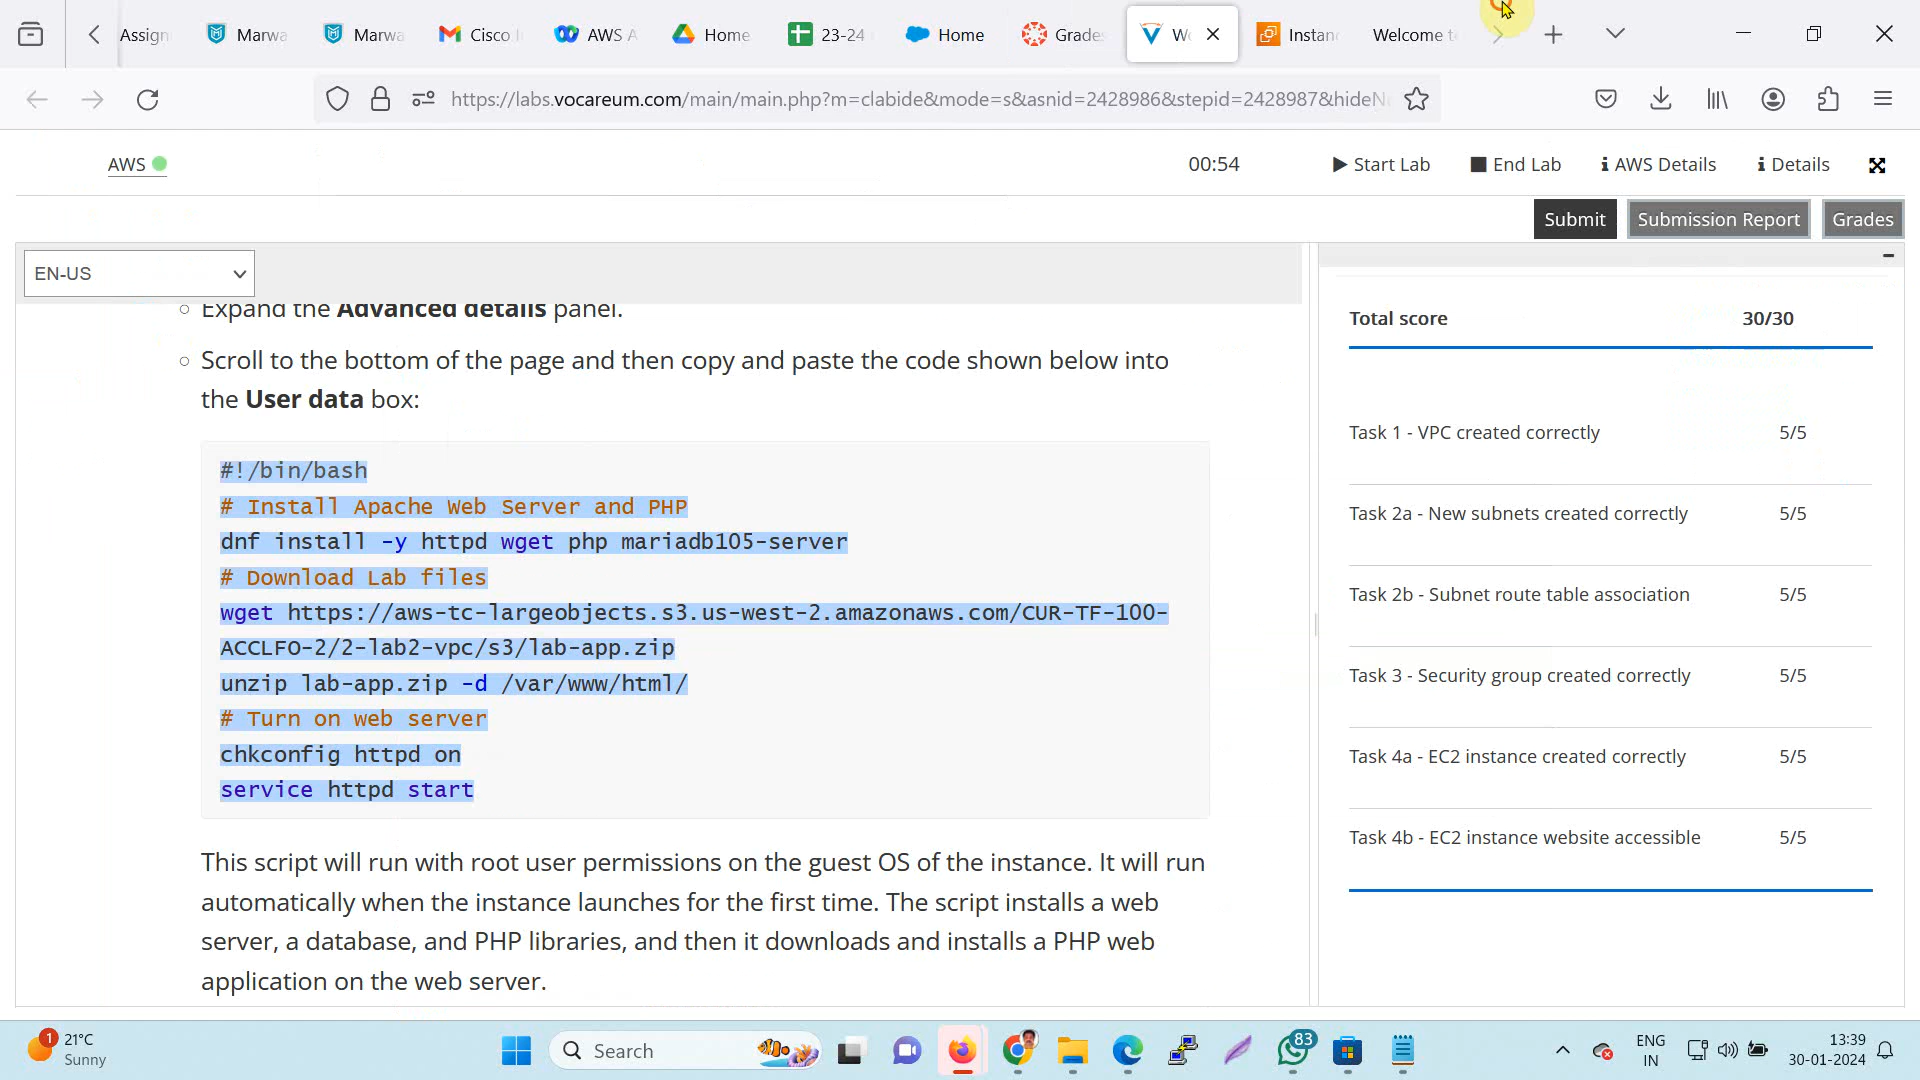 Assign
Marwa
Marwa
Cisco
AWS A
Home
23-24
Home
Grades
We
Instanc
Welcome t
https://labs.vocareum.com/main/main.php?m=clabide&mode=s&asnid=2428986&stepid=2428987&hideN
AWS
00:54
Start Lab
End Lab
AWS Details
Details
Submit
Submission Report
Grades
EN-US
Expand the Advanced details panel.
Scroll to the bottom of the page and then copy and paste the code shown below into
the User data box:
#!/bin/bash
# Install Apache Web Server and PHP
dnf install -y httpd wget php mariadb105-server
# Download Lab files
wget https://aws-tc-largeobjects.s3.us-west-2.amazonaws.com/CUR-TF-100-
ACCLFO-2/2-lab2-vpc/s3/lab-app.zip
unzip lab-app.zip -d /var/www/html/
# Turn on web server
chkconfig httpd on
service httpd start
This script will run with root user permissions on the guest OS of the instance. It will run
automatically when the instance launches for the first time. The script installs a web
server, a database, and PHP libraries, and then it downloads and installs a PHP web
application on the web server.
Total score 30/30
Task 1 - VPC created correctly 5/5
Task 2a - New subnets created correctly 5/5
Task 2b - Subnet route table association 5/5
Task 3 - Security group created correctly 5/5
Task 4a - EC2 instance created correctly 5/5
Task 4b - EC2 instance website accessible 5/5
1
21°C
Sunny
Search
83
ENG
IN
13:39
30-01-2024